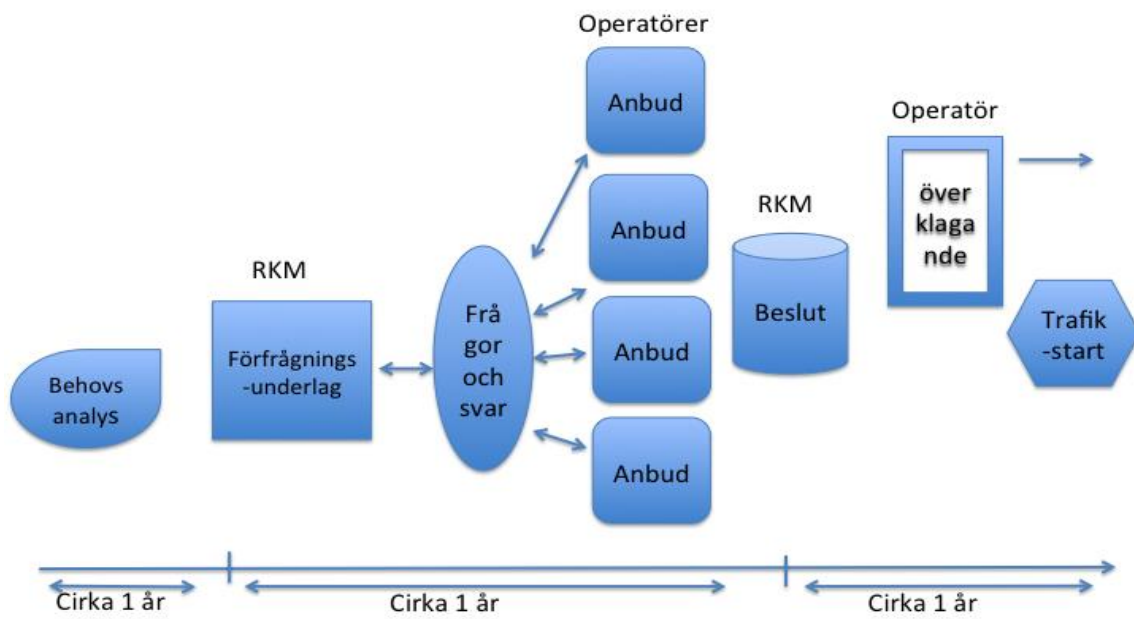 Operatörer
Anbud
Operatör
över
klaga
nde
Anbud
RKM
RKM
Beslut
Frå
gor
och
svar
Förfrågnings
-underlag
Anbud
Trafik
-start
Behovs
analys
Anbud
Cirka 1 år
Cirka 1 år
Cirka 1 år